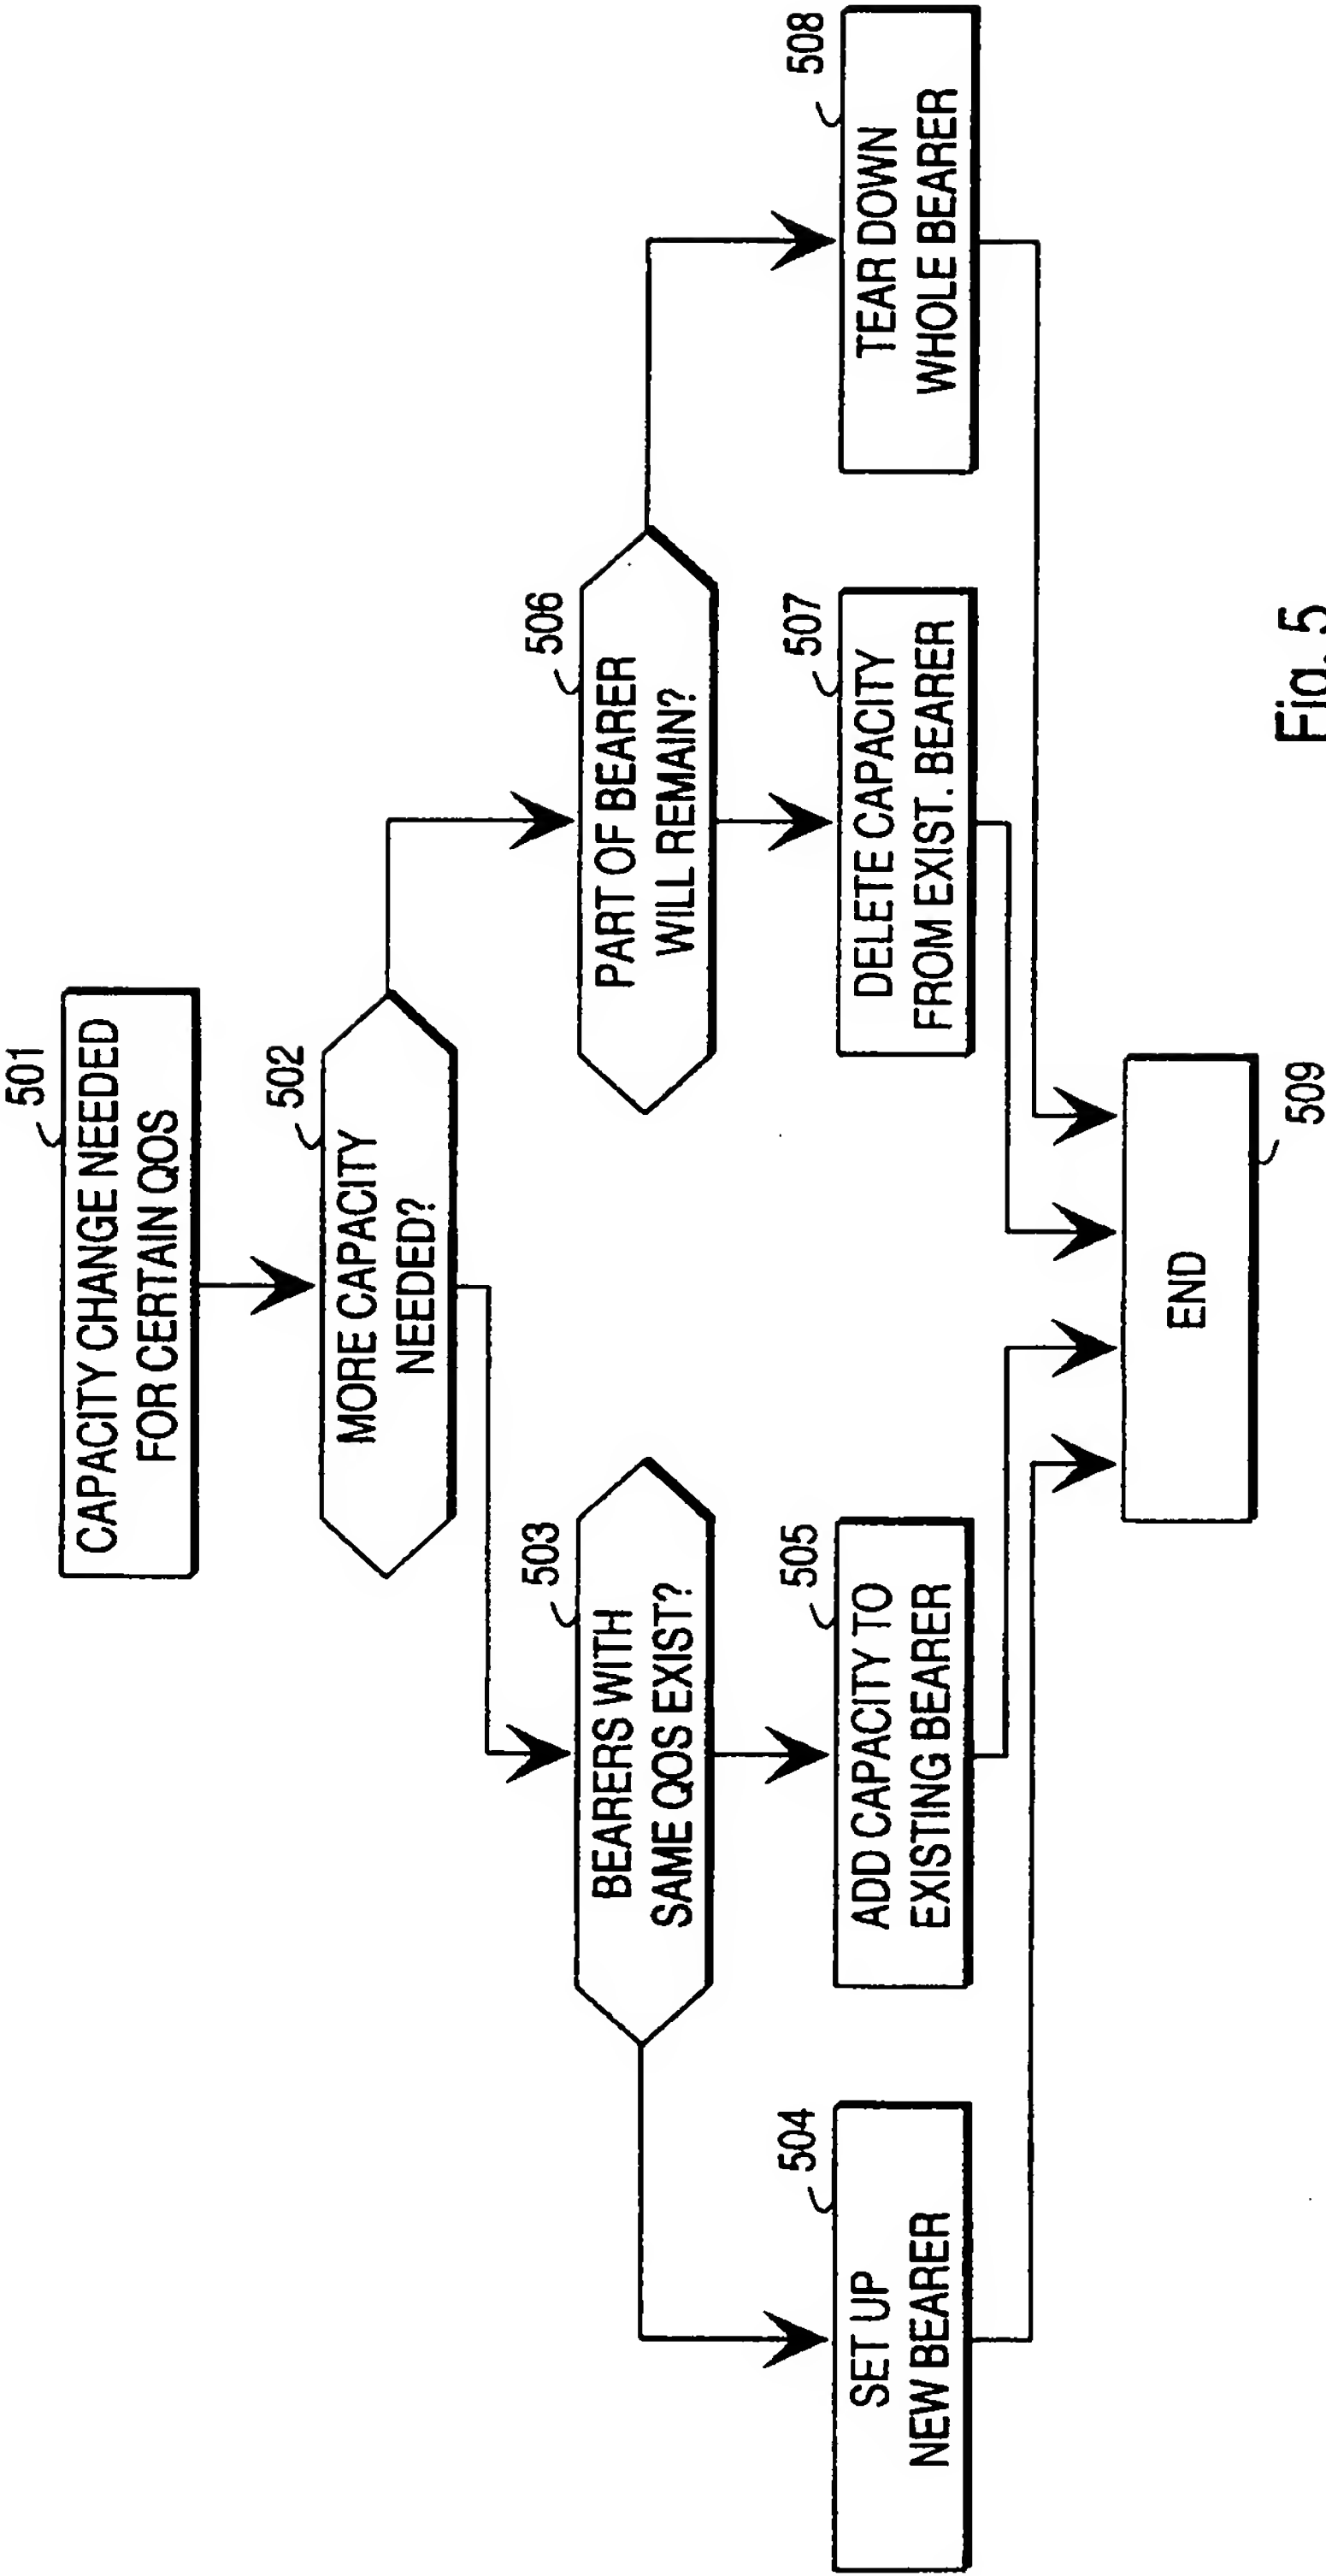 501
CAPACITY CHANGE NEEDED
FOR CERTAIN QOS
502
MORE CAPACITY
NEEDED?
503
BEARERS WITH
SAME QOS EXIST?
506
PART OF BEARER
WILL REMAIN?
504
SET UP
NEW BEARER
505
ADD CAPACITY TO
EXISTING BEARER
507
DELETE CAPACITY
FROM EXIST. BEARER
508
TEAR DOWN
WHOLE BEARER
END
509
Fig. 5